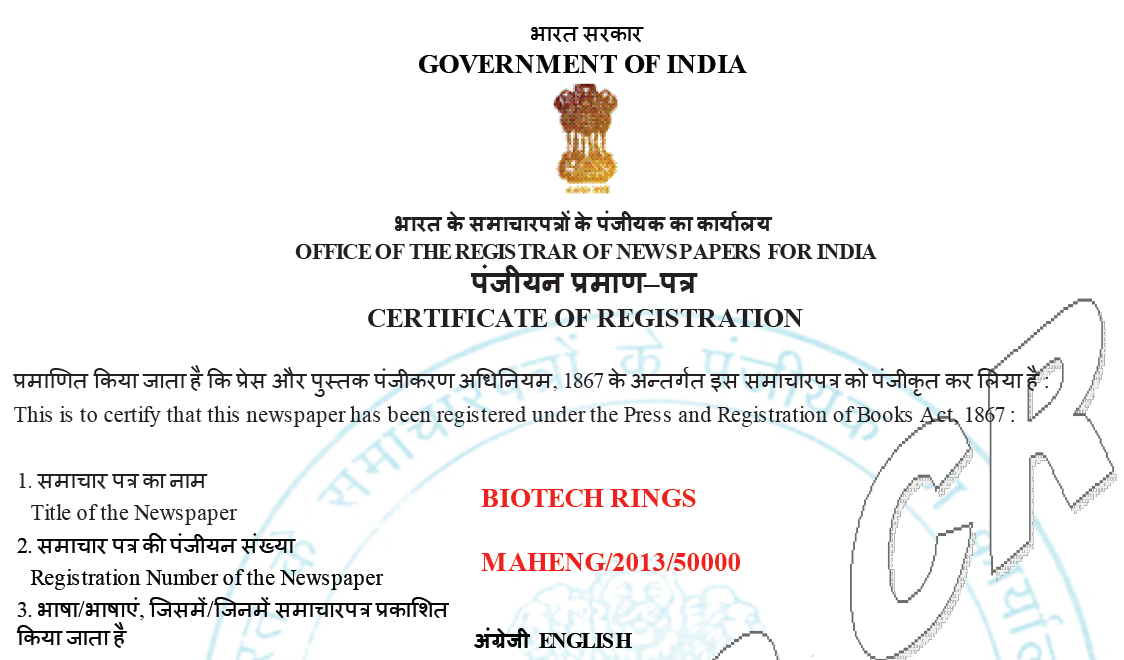 भारत सरकार
GOVERNMENT OF INDIA
भारत के समाचारपत्रों के पंजीयक का कार्यालय
OFFICE OF THE REGISTRAR OF NEWSPAPERS FOR INDIA
पंजीयन प्रमाण–पत्र
CERTIFICATE OF REGISTRATION
प्रमाणित किया जाता है कि प्रेस और पुस्तक पंजीकरण अधिनियम, 1867 के अन्तर्गत इस समाचारपत्र को पंजीकृत कर लिया है :
This is to certify that this newspaper has been registered under the Press and Registration of Books Act, 1867 :
1. समाचार पत्र का नाम
Title of the Newspaper
BIOTECH RINGS
2. समाचार पत्र की पंजीयन संख्या
Registration Number of the Newspaper
MAHENG/2013/50000
3. भाषा/भाषाएं, जिसमें/जिनमें समाचारपत्र प्रकाशित
किया जाता है
अंग्रेजी ENGLISH
के समाचारपत्रों के पंजीयक
CR